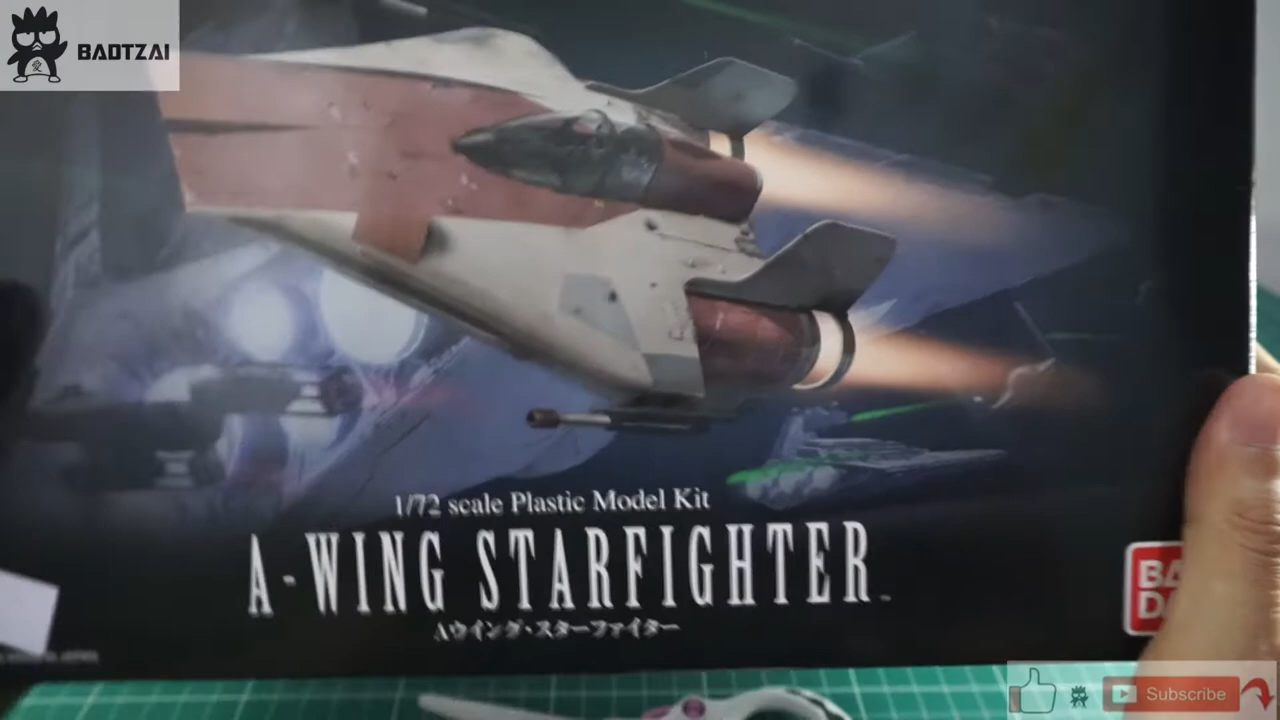 BAOTZAI
1/72 scale Plastic Model Kit
A-WING STARFIGHTER
Aウイング・スターファイター
Subscribe